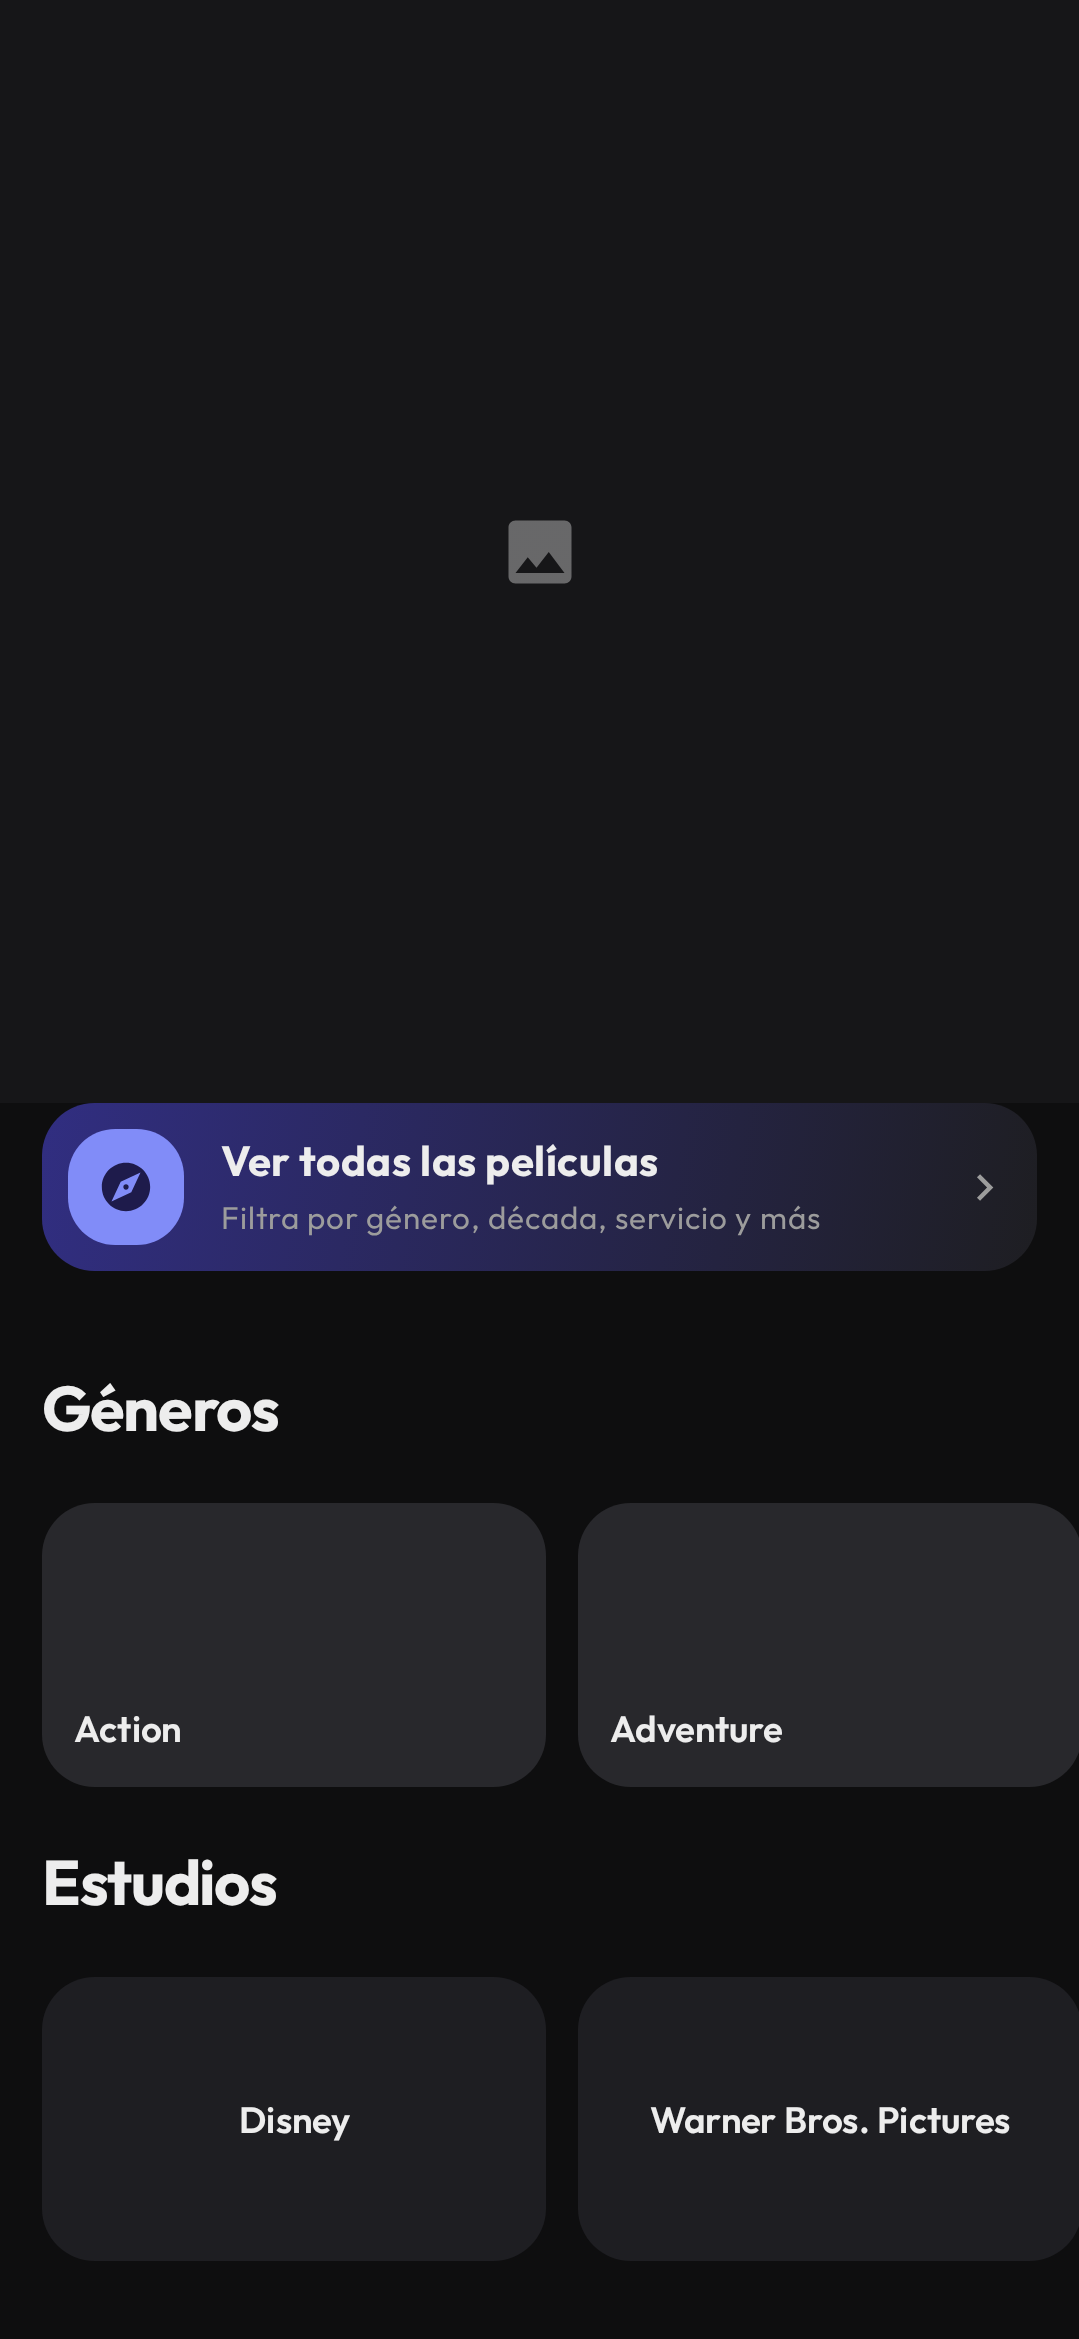 Ver todas las películas
Filtra por género, década, servicio y más
Géneros
Action
Adventure
Estudios
Disney
Warner Bros. Pictures